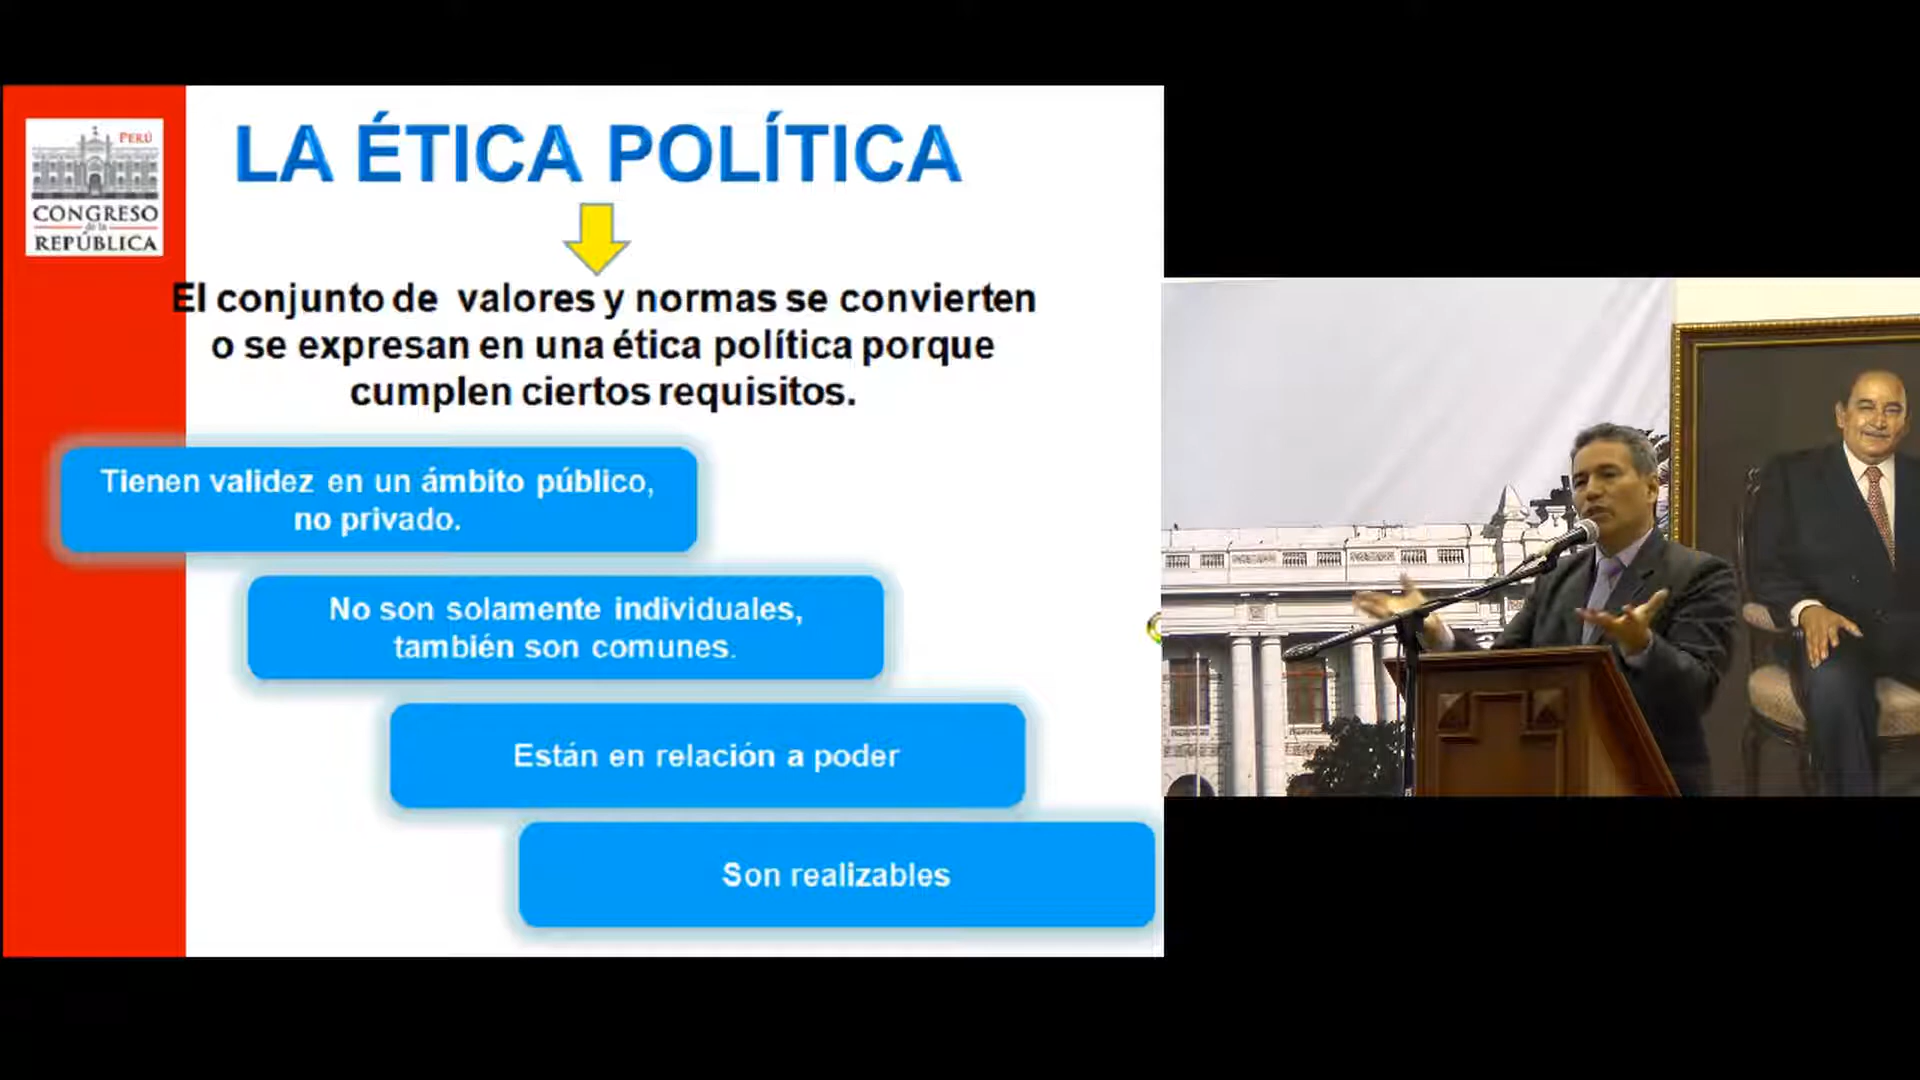 PERÚ
CONGRESO
de la
REPÚBLICA
LA ÉTICA POLÍTICA
El conjunto de valores y normas se convierten
o se expresan en una ética política porque
cumplen ciertos requisitos.
Tienen validez en un ámbito público,
no privado.
No son solamente individuales,
también son comunes.
Están en relación a poder
Son realizables